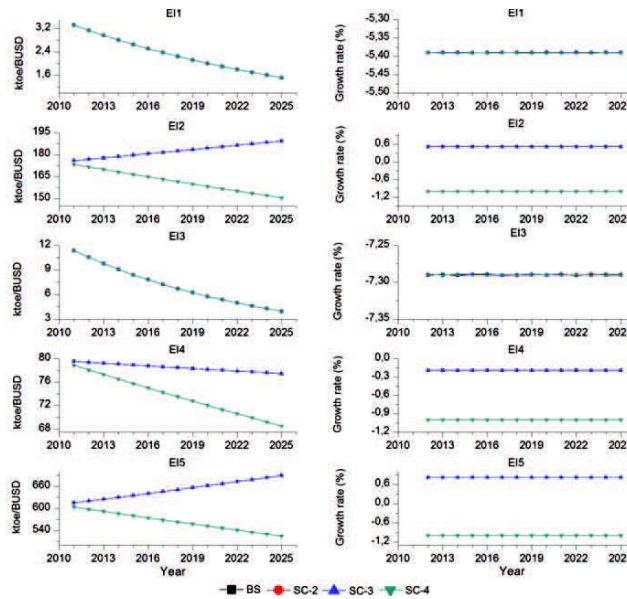 EI1
EI1
ktoe/BUSD
3,2
2,4
1,6
2010 2013 2016 2019 2022 2025
Growth rate (%)
-5,30
-5,35
-5,40
-5,45
-5,50
2010 2013 2016 2019 2022 2025
EI2
EI2
ktoe/BUSD
195
180
165
150
2010 2013 2016 2019 2022 2025
Growth rate (%)
0,6
0,0
-0,6
-1,2
2010 2013 2016 2019 2022 2025
EI3
EI3
ktoe/BUSD
12
9
6
3
2010 2013 2016 2019 2022 2025
Growth rate (%)
-7,25
-7,30
-7,35
2010 2013 2016 2019 2022 2025
EI4
EI4
ktoe/BUSD
80
76
72
68
2010 2013 2016 2019 2022 2025
Growth rate (%)
0,0
-0,3
-0,6
-0,9
-1,2
2010 2013 2016 2019 2022 2025
EI5
EI5
ktoe/BUSD
660
600
540
2010 2013 2016 2019 2022 2025
Year
Growth rate (%)
0,6
0,0
-0,6
-1,2
2010 2013 2016 2019 2022 2025
Year
BS SC-2 SC-3 SC-4